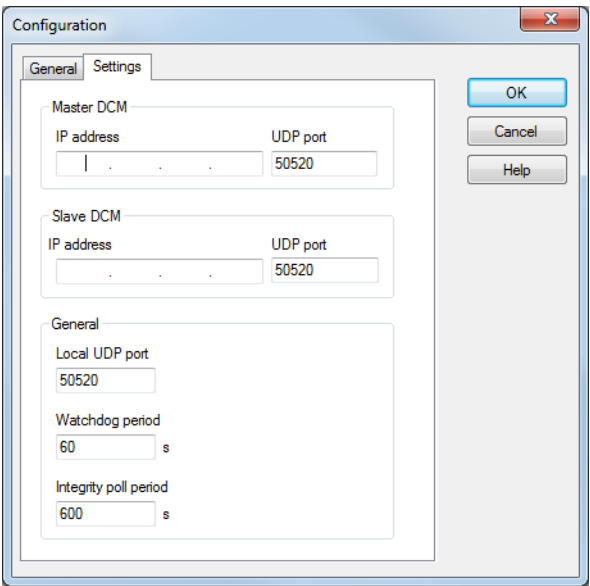 Configuration
General Settings
Master DCM
IP address UDP port
. . . 50520
Slave DCM
IP address UDP port
. . . 50520
General
Local UDP port
50520
Watchdog period
60 s
Integrity poll period
600 s
OK
Cancel
Help